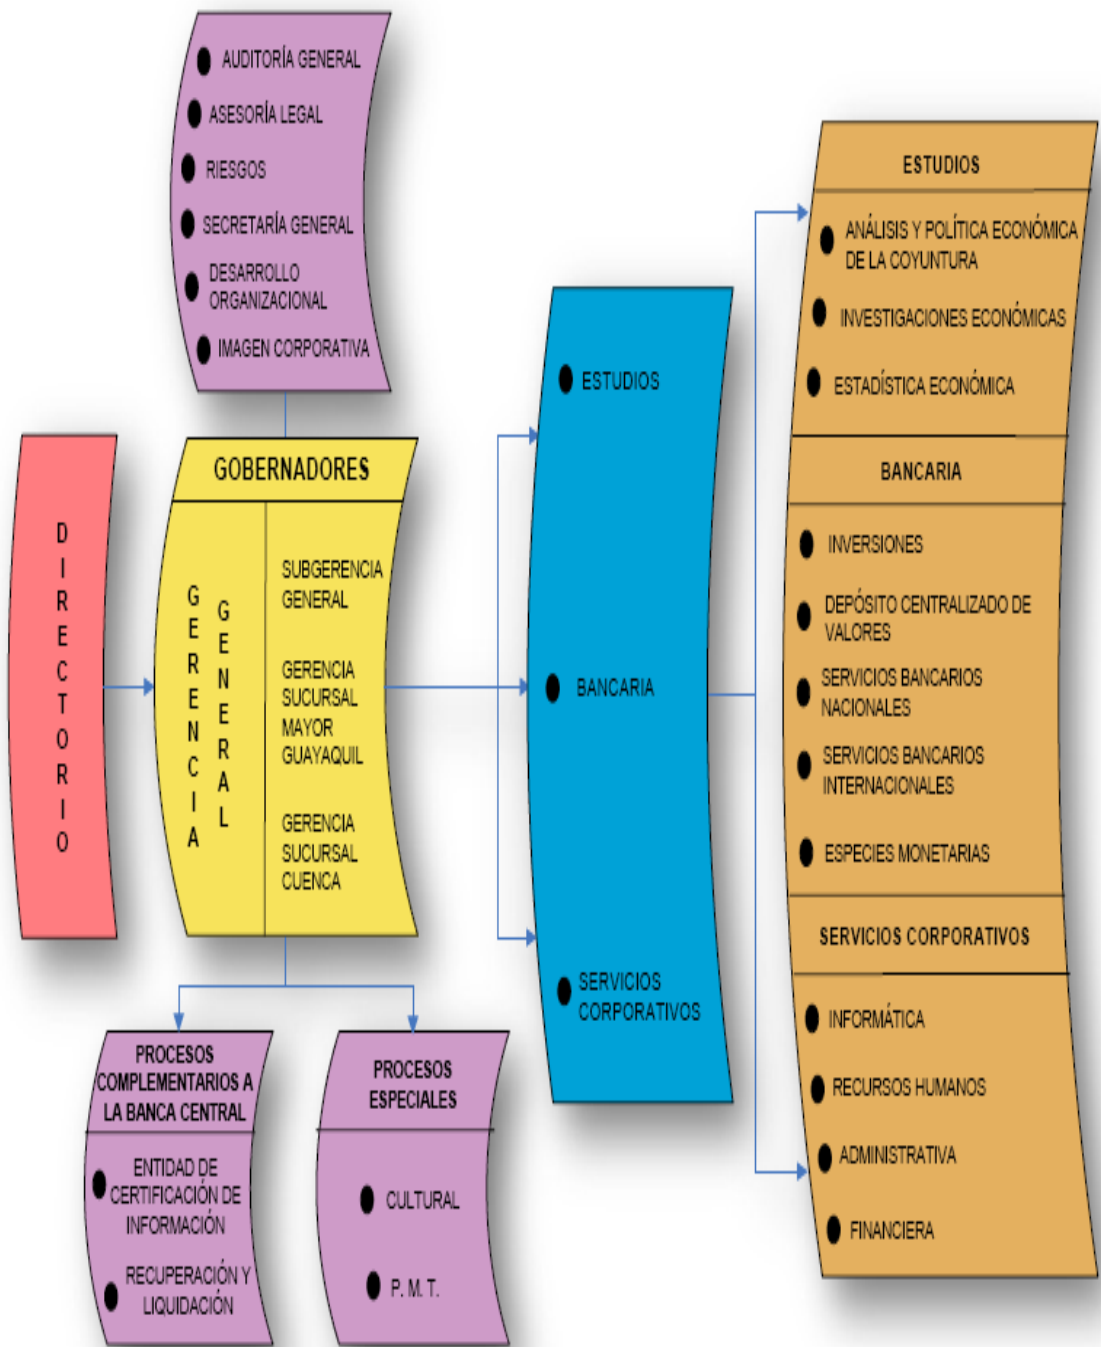 AUDITORÍA GENERAL
ASESORÍA LEGAL
RIESGOS
SECRETARÍA GENERAL
DESARROLLO
ORGANIZACIONAL
IMAGEN CORPORATIVA
DIRECTORIO
GOBERNADORES
GERENCIA
GENERAL
SUBGERENCIA
GENERAL
GERENCIA
SUCURSAL
MAYOR
GUAYAQUIL
GERENCIA
SUCURSAL
CUENCA
PROCESOS
COMPLEMENTARIOS A
LA BANCA CENTRAL
ENTIDAD DE
CERTIFICACIÓN DE
INFORMACIÓN
RECUPERACIÓN Y
LIQUIDACIÓN
PROCESOS
ESPECIALES
CULTURAL
P. M. T.
ESTUDIOS
BANCARIA
SERVICIOS
CORPORATIVOS
ESTUDIOS
ANÁLISIS Y POLÍTICA ECONÓMICA
DE LA COYUNTURA
INVESTIGACIONES ECONÓMICAS
ESTADÍSTICA ECONÓMICA
BANCARIA
INVERSIONES
DEPÓSITO CENTRALIZADO DE
VALORES
SERVICIOS BANCARIOS
NACIONALES
SERVICIOS BANCARIOS
INTERNACIONALES
ESPECIES MONETARIAS
SERVICIOS CORPORATIVOS
INFORMÁTICA
RECURSOS HUMANOS
ADMINISTRATIVA
FINANCIERA